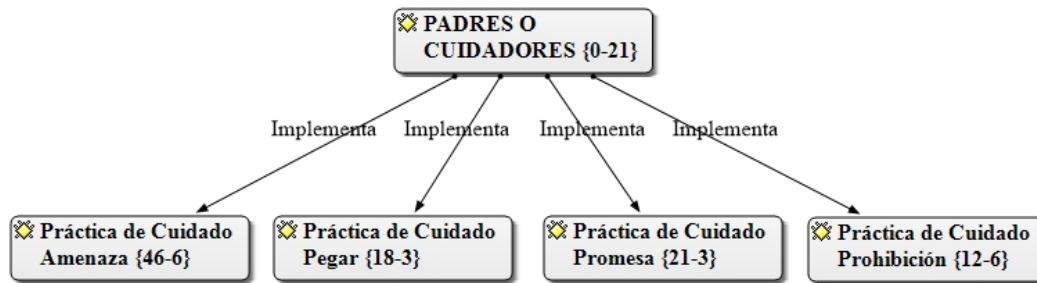 PADRES O
CUIDADORES {0-21}
Implementa Implementa Implementa Implementa
Práctica de Cuidado
Amenaza {46-6}
Práctica de Cuidado
Pegar {18-3}
Práctica de Cuidado
Promesa {21-3}
Práctica de Cuidado
Prohibición {12-6}